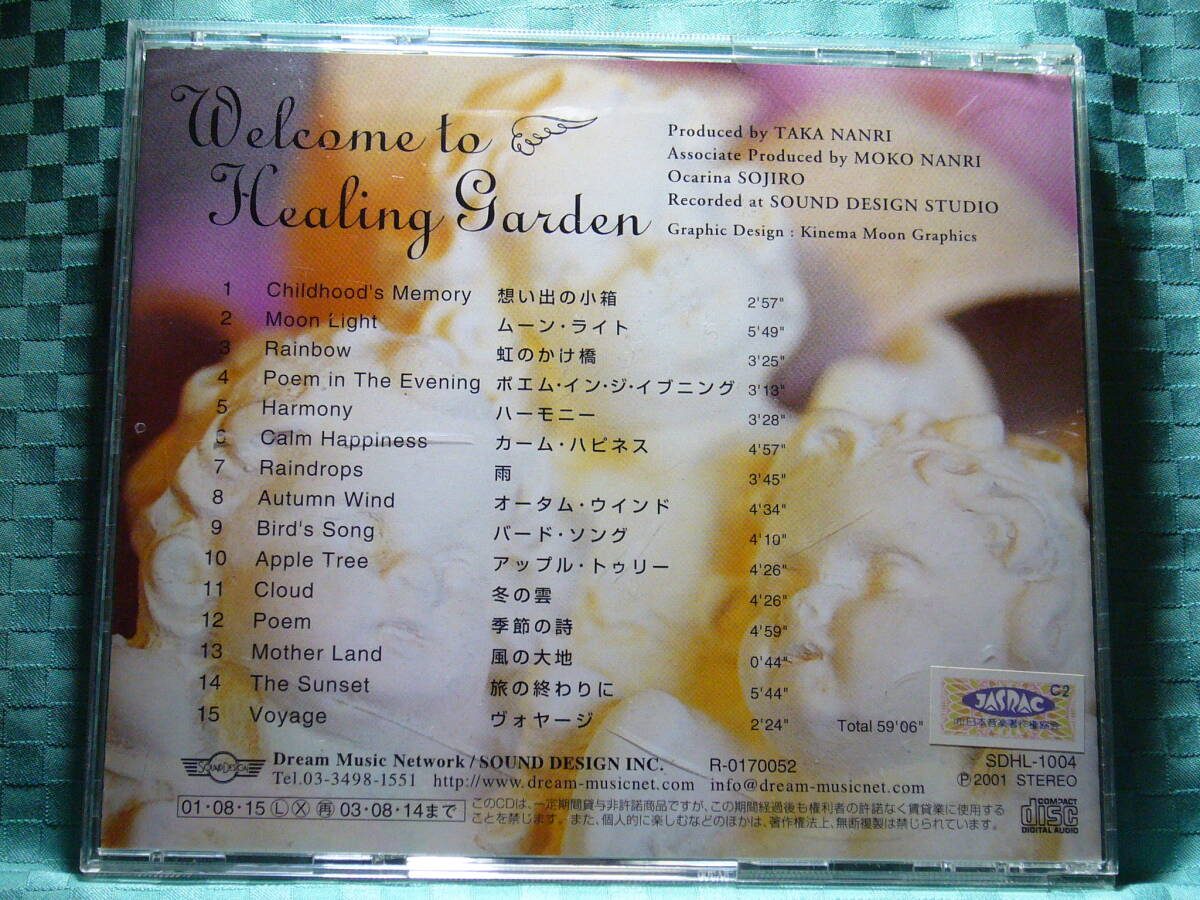 Welcome to
Healing Garden
Produced by TAKA NANRI
Associate Produced by MOKO NANRI
Ocarina SOJIRO
Recorded at SOUND DESIGN STUDIO
Graphic Design : Kinema Moon Graphics
1 Childhood's Memory 想い出の小箱 2'57"
2 Moon Light ムーン・ライト 5'49"
3 Rainbow 虹のかけ橋 3'25"
4 Poem in The Evening ポエム・イン・ジ・イブニング 3'13"
5 Harmony ハーモニー 3'28"
6 Calm Happiness カーム・ハピネス 4'57"
7 Raindrops 雨 3'45"
8 Autumn Wind オータム・ウインド 4'34"
9 Bird's Song バード・ソング 4'10"
10 Apple Tree アップル・トゥリー 4'26"
11 Cloud 冬の雲 4'26"
12 Poem 季節の詩 4'59"
13 Mother Land 風の大地 0'44"
14 The Sunset 旅の終わりに 5'44"
15 Voyage ヴォヤージ 2'24" Total 59'06"
C2
JASRAC
日本音楽著作権協会
SOUND DESIGN
Dream Music Network / SOUND DESIGN INC. R-0170052 SDHL-1004
Tel.03-3498-1551 http://www.dream-musicnet.com info@dream-musicnet.com Ⓟ2001 STEREO
01・08・15 Ⓛ Ⓧ 再 03・08・14まで
このCDは、一定期間貸与非許諾商品ですが、この期間経過後も権利者の許諾なく賃貸業に使用する
ことを禁じます。また、個人的に楽しむなどのほかは、著作権法上、無断複製は禁じられています。
COMPACT
disc
DIGITAL AUDIO